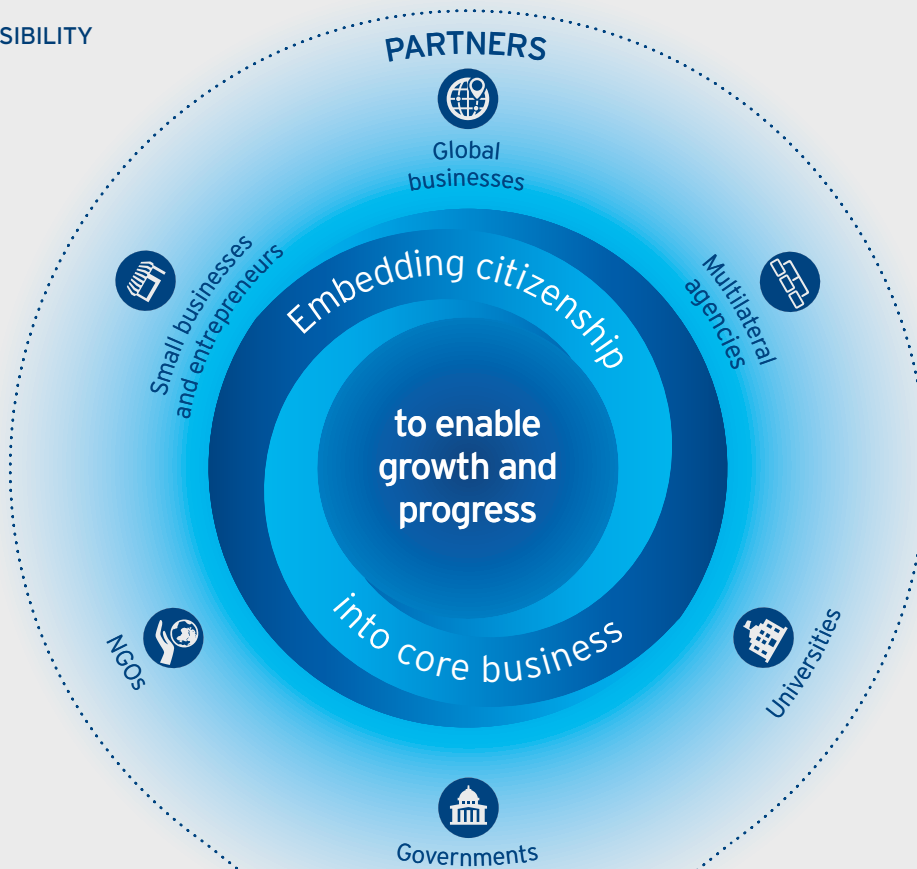 SIBILITY
PARTNERS
Global
businesses
Small businesses
and entrepreneurs
Multilateral
agencies
Embedding citizenship
to enable
growth and
progress
into core business
NGOs
Universities
Governments